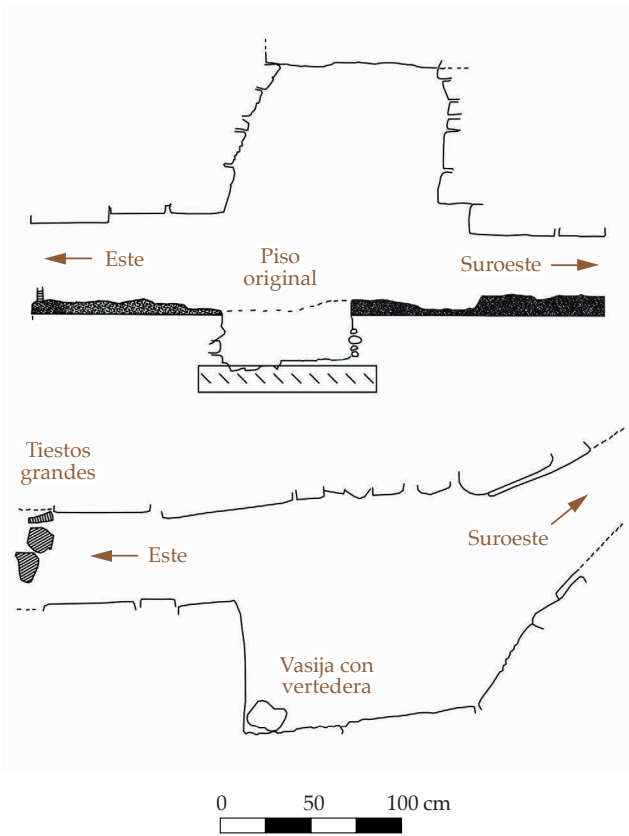 Este
Piso
original
Suroeste
Tiestos
grandes
Este
Suroeste
Vasija con
vertedera
0 50 100 cm